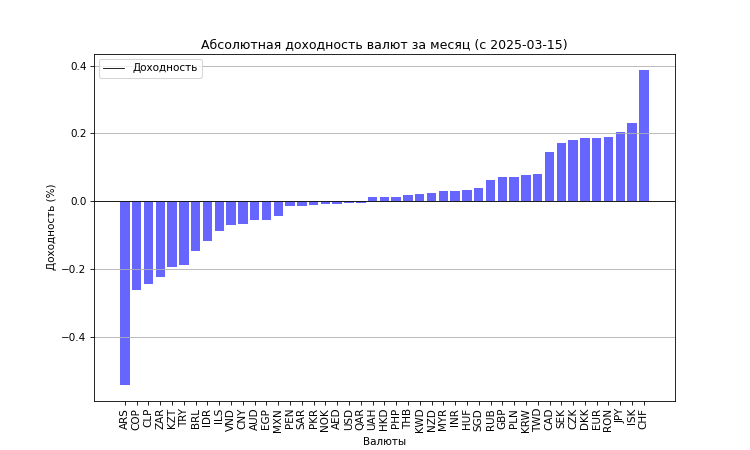 Абсолютная доходность валют за месяц (с 2025-03-15)
Доходность
Доходность (%)
0.4
0.2
0.0
−0.2
−0.4
ARS COP CLP ZAR KZT TRY BRL IDR ILS VND CNY AUD EGP MXN PEN SAR PKR NOK AED USD QAR UAH HKD PHP THB KWD NZD MYR INR HUF SGD RUB GBP PLN KRW TWD CAD SEK CZK DKK EUR RON JPY ISK CHF
Валюты